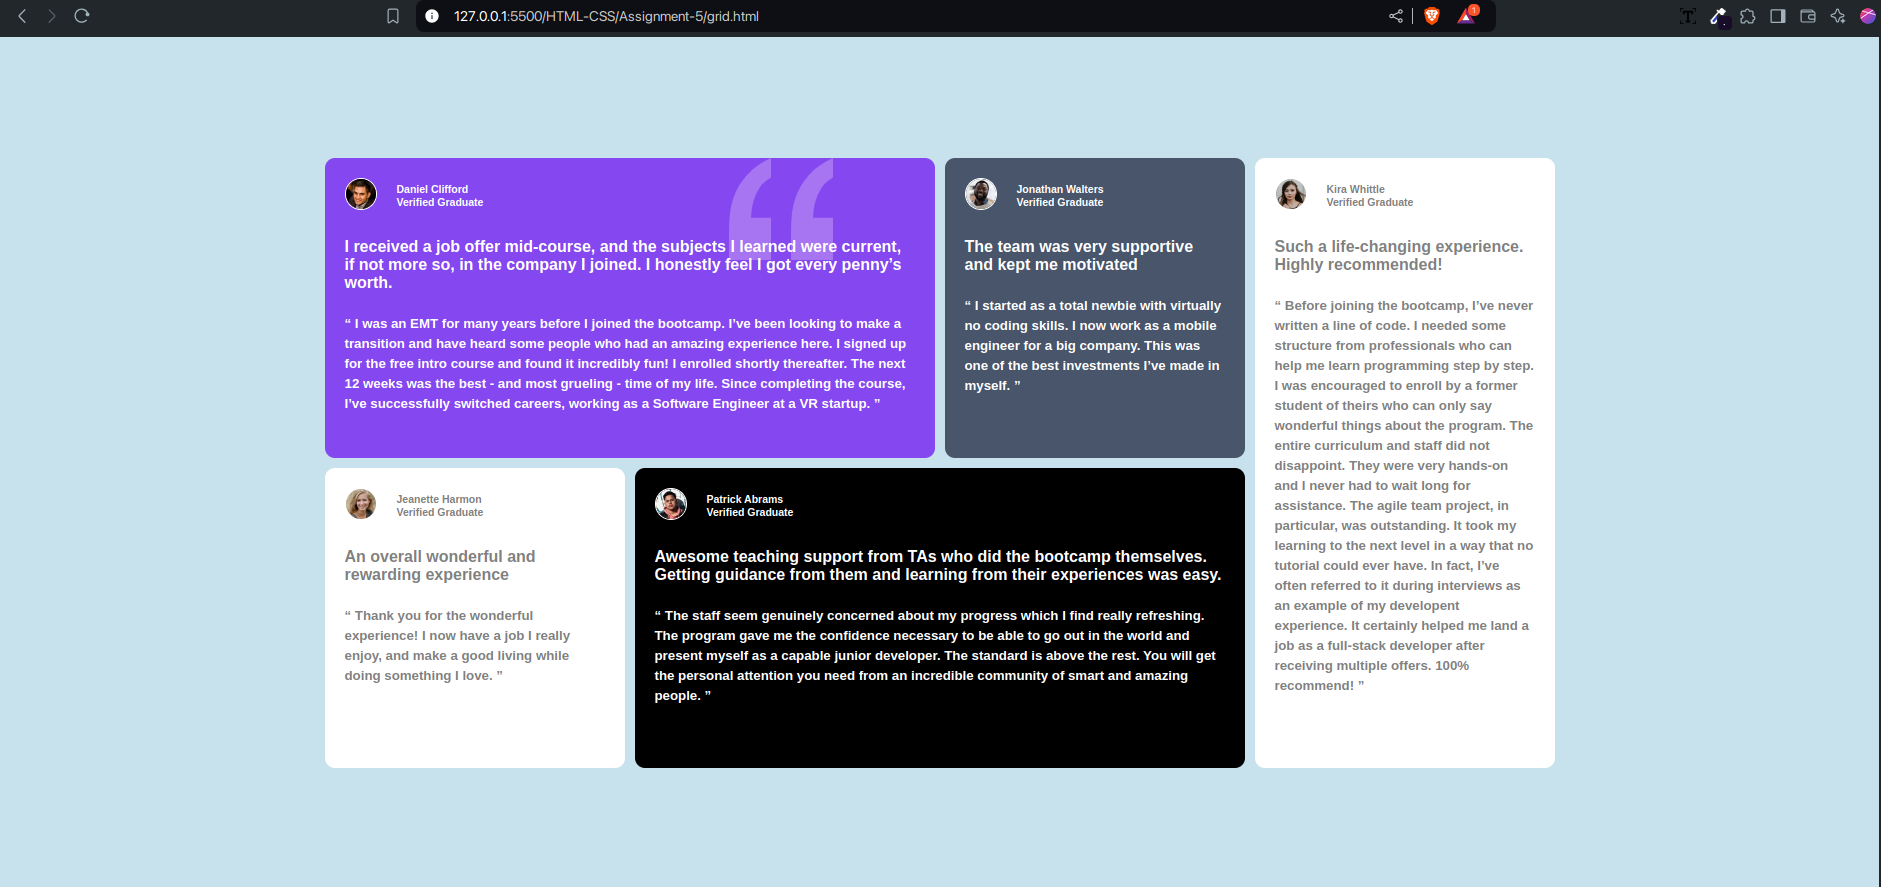 127.0.0.1:5500/HTML-CSS/Assignment-5/grid.html
1
Daniel Clifford
Verified Graduate
I received a job offer mid-course, and the subjects I learned were current,
if not more so, in the company I joined. I honestly feel I got every penny’s
worth.
“ I was an EMT for many years before I joined the bootcamp. I’ve been looking to make a
transition and have heard some people who had an amazing experience here. I signed up
for the free intro course and found it incredibly fun! I enrolled shortly thereafter. The next
12 weeks was the best - and most grueling - time of my life. Since completing the course,
I’ve successfully switched careers, working as a Software Engineer at a VR startup. ”
Jonathan Walters
Verified Graduate
The team was very supportive
and kept me motivated
“ I started as a total newbie with virtually
no coding skills. I now work as a mobile
engineer for a big company. This was
one of the best investments I’ve made in
myself. ”
Kira Whittle
Verified Graduate
Such a life-changing experience.
Highly recommended!
“ Before joining the bootcamp, I’ve never
written a line of code. I needed some
structure from professionals who can
help me learn programming step by step.
I was encouraged to enroll by a former
student of theirs who can only say
wonderful things about the program. The
entire curriculum and staff did not
disappoint. They were very hands-on
and I never had to wait long for
assistance. The agile team project, in
particular, was outstanding. It took my
learning to the next level in a way that no
tutorial could ever have. In fact, I’ve
often referred to it during interviews as
an example of my developent
experience. It certainly helped me land a
job as a full-stack developer after
receiving multiple offers. 100%
recommend! ”
Jeanette Harmon
Verified Graduate
An overall wonderful and
rewarding experience
“ Thank you for the wonderful
experience! I now have a job I really
enjoy, and make a good living while
doing something I love. ”
Patrick Abrams
Verified Graduate
Awesome teaching support from TAs who did the bootcamp themselves.
Getting guidance from them and learning from their experiences was easy.
“ The staff seem genuinely concerned about my progress which I find really refreshing.
The program gave me the confidence necessary to be able to go out in the world and
present myself as a capable junior developer. The standard is above the rest. You will get
the personal attention you need from an incredible community of smart and amazing
people. ”